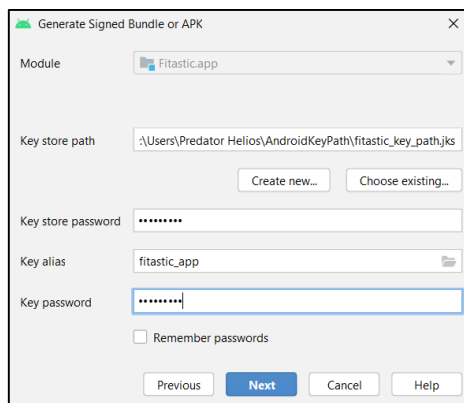 Generate Signed Bundle or APK
Module
Fitastic.app
Key store path
:\Users\Predator Helios\AndroidKeyPath\fitastic_key_path.jks
Create new...
Choose existing...
Key store password
•••••••••
Key alias
fitastic_app
Key password
•••••••••
Remember passwords
Previous
Next
Cancel
Help